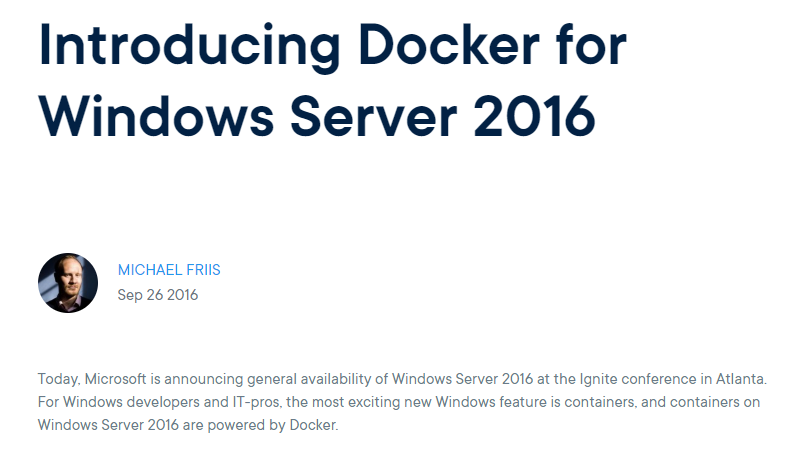 Introducing Docker for
Windows Server 2016
MICHAEL FRIIS
Sep 26 2016
Today, Microsoft is announcing general availability of Windows Server 2016 at the Ignite conference in Atlanta.
For Windows developers and IT-pros, the most exciting new Windows feature is containers, and containers on
Windows Server 2016 are powered by Docker.